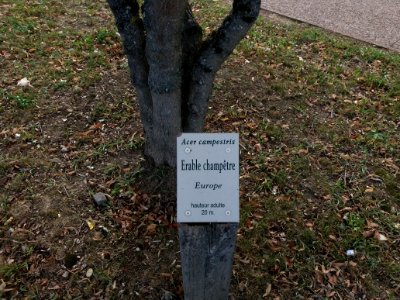 Acer campestris
Erable champêtre
Europe
hauteur adulte
20 m.